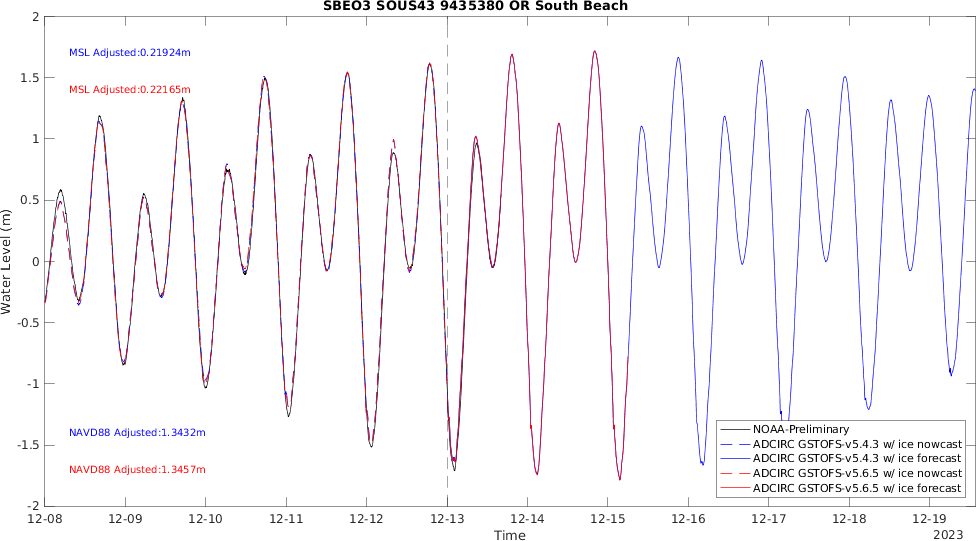 SBEO3 SOUS43 9435380 OR South Beach
2
1.5
1
0.5
0
-0.5
-1
-1.5
-2
Water Level (m)
MSL Adjusted:0.21924m
MSL Adjusted:0.22165m
NAVD88 Adjusted:1.3432m
NAVD88 Adjusted:1.3457m
NOAA-Preliminary
ADCIRC GSTOFS-v5.4.3 w/ ice nowcast
ADCIRC GSTOFS-v5.4.3 w/ ice forecast
ADCIRC GSTOFS-v5.6.5 w/ ice nowcast
ADCIRC GSTOFS-v5.6.5 w/ ice forecast
12-08 12-09 12-10 12-11 12-12 12-13 12-14 12-15 12-16 12-17 12-18 12-19
Time
2023